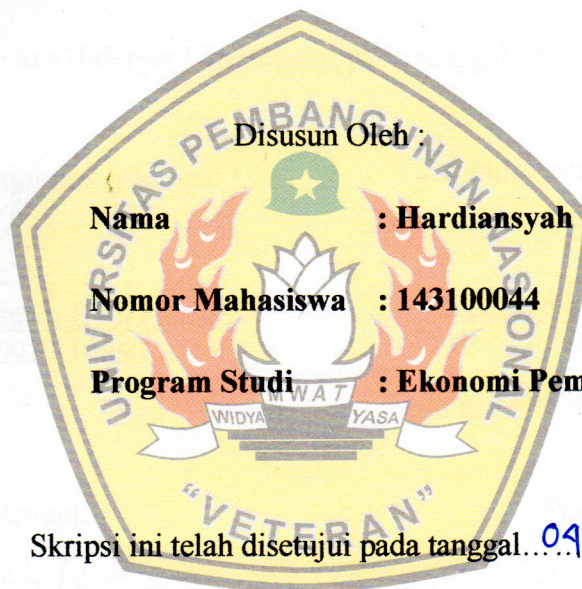 UNIVERSITAS PEMBANGUNAN NASIONAL
Disusun Oleh :
Nama : Hardiansyah
Nomor Mahasiswa : 143100044
Program Studi : Ekonomi Pem
WIDYA MWAT YASA
"VETERAN"
Skripsi ini telah disetujui pada tanggal......04